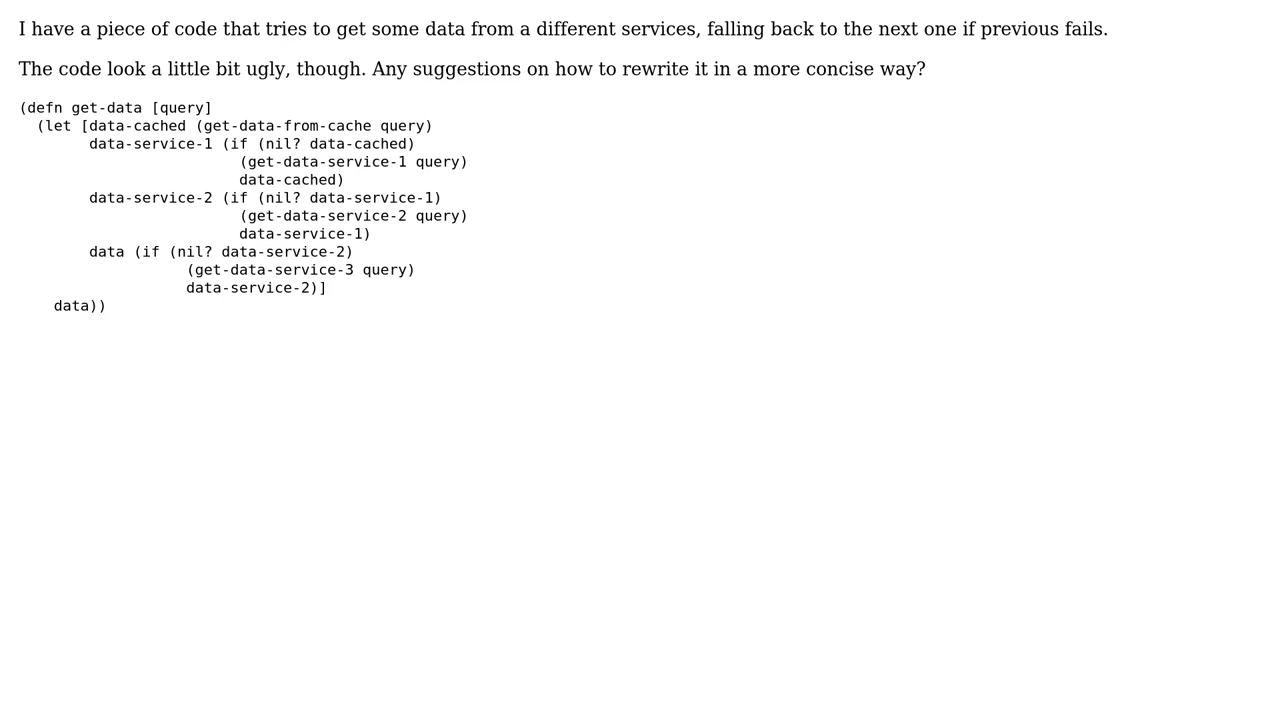 I have a piece of code that tries to get some data from a different services, falling back to the next one if previous fails.
The code look a little bit ugly, though. Any suggestions on how to rewrite it in a more concise way?
(defn get-data [query]
  (let [data-cached (get-data-from-cache query)
        data-service-1 (if (nil? data-cached)
                         (get-data-service-1 query)
                         data-cached)
        data-service-2 (if (nil? data-service-1)
                         (get-data-service-2 query)
                         data-service-1)
        data (if (nil? data-service-2)
                   (get-data-service-3 query)
                   data-service-2)]
    data))